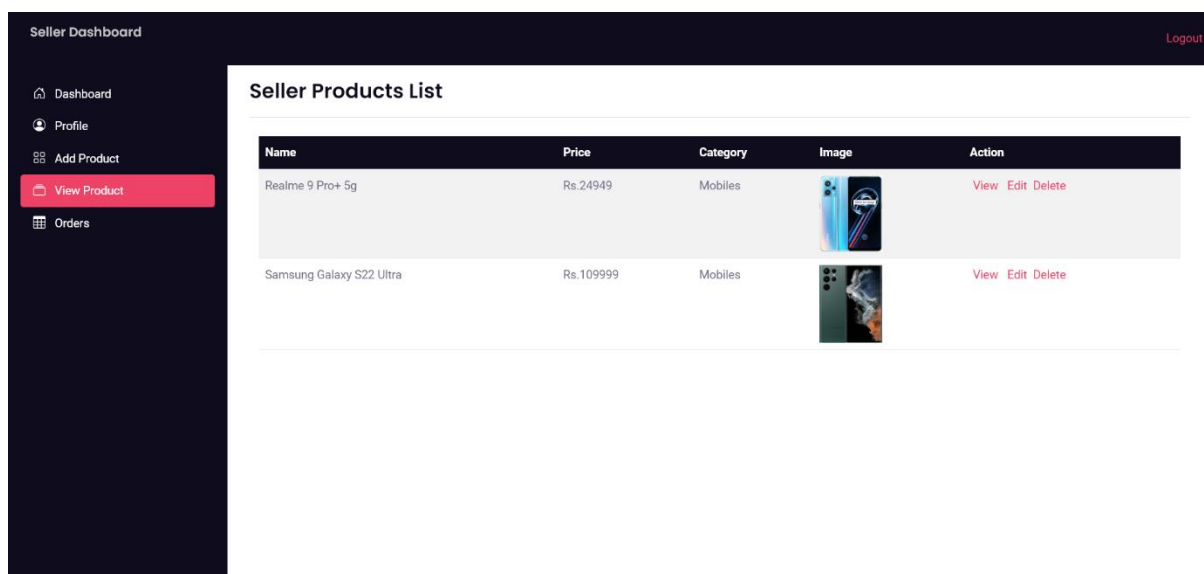 Seller Dashboard
Logout
Dashboard
Profile
Add Product
View Product
Orders
Seller Products List
Name Price Category Image Action
Realme 9 Pro+ 5g Rs.24949 Mobiles View Edit Delete
Samsung Galaxy S22 Ultra Rs.109999 Mobiles View Edit Delete